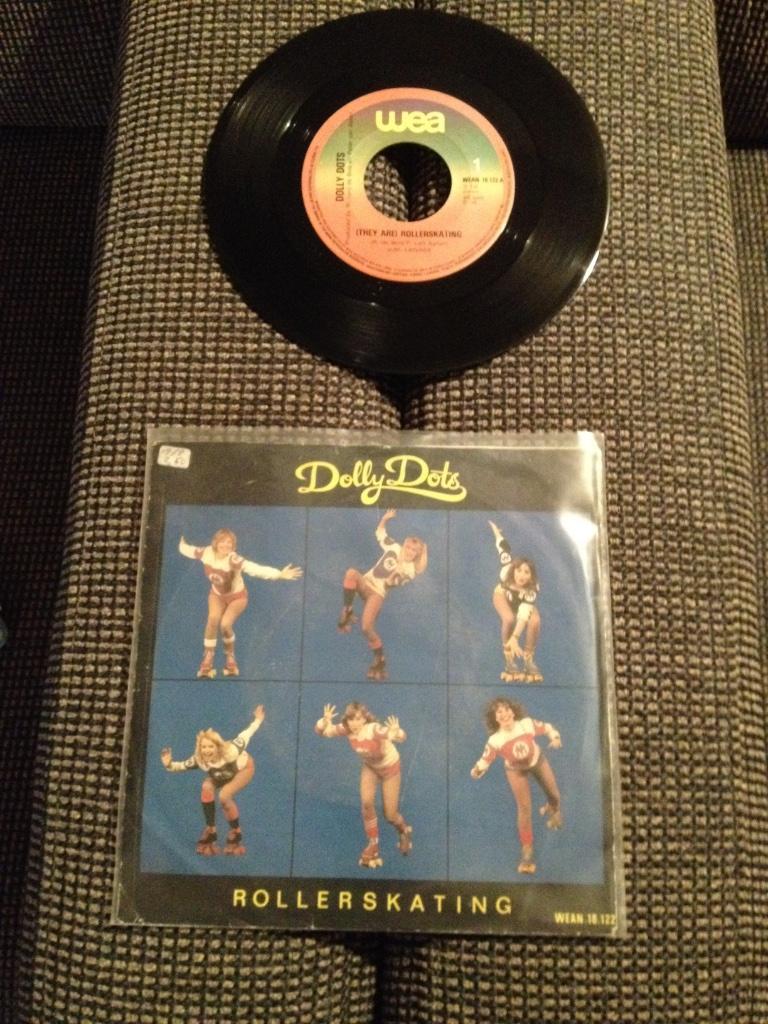 wea
DOLLY DOTS
1
WEAN 18.122 A
(THEY ARE) ROLLERSKATING
Dolly Dots
ROLLERSKATING
WEAN 18.122